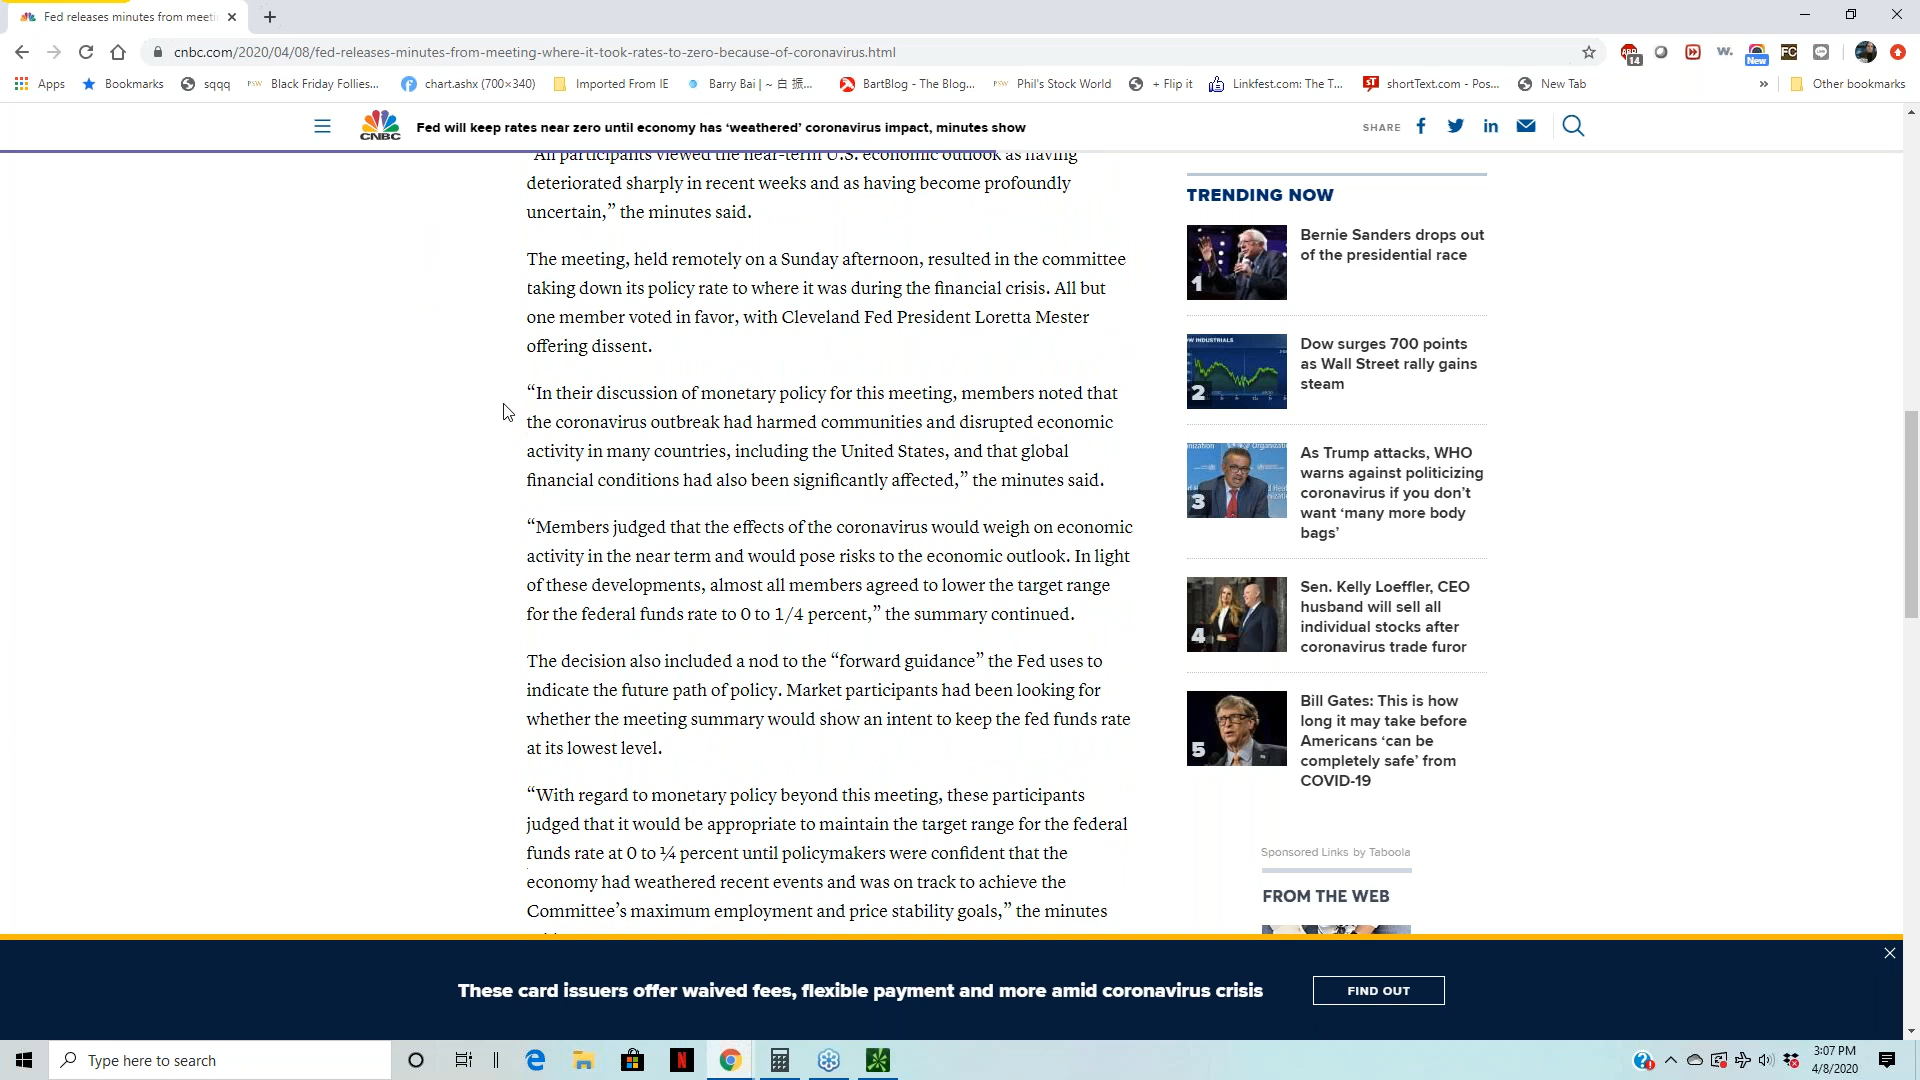 Fed releases minutes from meeti
cnbc.com/2020/04/08/fed-releases-minutes-from-meeting-where-it-took-rates-to-zero-because-of-coronavirus.html
ABP
14
W.
New
FC
Apps
Bookmarks
sqqq
PSW Black Friday Follies...
chart.ashx (700×340)
Imported From IE
Barry Bai | ~ 白 振...
BartBlog - The Blog...
PSW Phil's Stock World
+ Flip it
Linkfest.com: The T...
sT shortText.com - Pos...
New Tab
»
Other bookmarks
CNBC
Fed will keep rates near zero until economy has ‘weathered’ coronavirus impact, minutes show
SHARE
“All participants viewed the near-term U.S. economic outlook as having
deteriorated sharply in recent weeks and as having become profoundly
uncertain,” the minutes said.
The meeting, held remotely on a Sunday afternoon, resulted in the committee
taking down its policy rate to where it was during the financial crisis. All but
one member voted in favor, with Cleveland Fed President Loretta Mester
offering dissent.
“In their discussion of monetary policy for this meeting, members noted that
the coronavirus outbreak had harmed communities and disrupted economic
activity in many countries, including the United States, and that global
financial conditions had also been significantly affected,” the minutes said.
“Members judged that the effects of the coronavirus would weigh on economic
activity in the near term and would pose risks to the economic outlook. In light
of these developments, almost all members agreed to lower the target range
for the federal funds rate to 0 to 1/4 percent,” the summary continued.
The decision also included a nod to the “forward guidance” the Fed uses to
indicate the future path of policy. Market participants had been looking for
whether the meeting summary would show an intent to keep the fed funds rate
at its lowest level.
“With regard to monetary policy beyond this meeting, these participants
judged that it would be appropriate to maintain the target range for the federal
funds rate at 0 to ¼ percent until policymakers were confident that the
economy had weathered recent events and was on track to achieve the
Committee’s maximum employment and price stability goals,” the minutes
TRENDING NOW
1
Bernie Sanders drops out
of the presidential race
W INDUSTRIALS
2
Dow surges 700 points
as Wall Street rally gains
steam
3
As Trump attacks, WHO
warns against politicizing
coronavirus if you don’t
want ‘many more body
bags’
4
Sen. Kelly Loeffler, CEO
husband will sell all
individual stocks after
coronavirus trade furor
5
Bill Gates: This is how
long it may take before
Americans ‘can be
completely safe’ from
COVID-19
Sponsored Links by Taboola
FROM THE WEB
These card issuers offer waived fees, flexible payment and more amid coronavirus crisis
FIND OUT
Type here to search
3:07 PM
4/8/2020